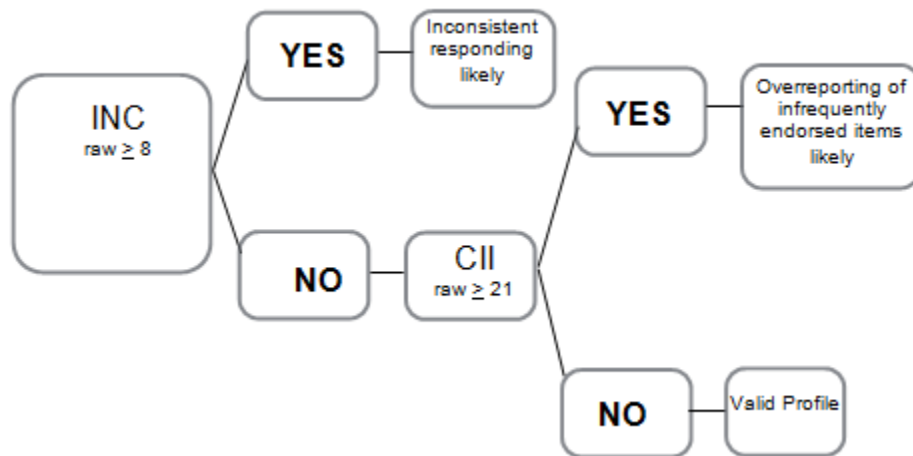 INC
raw ≥ 8
YES
Inconsistent
responding
likely
NO
CII
raw ≥ 21
YES
Overreporting of
infrequently
endorsed items
likely
NO
Valid Profile